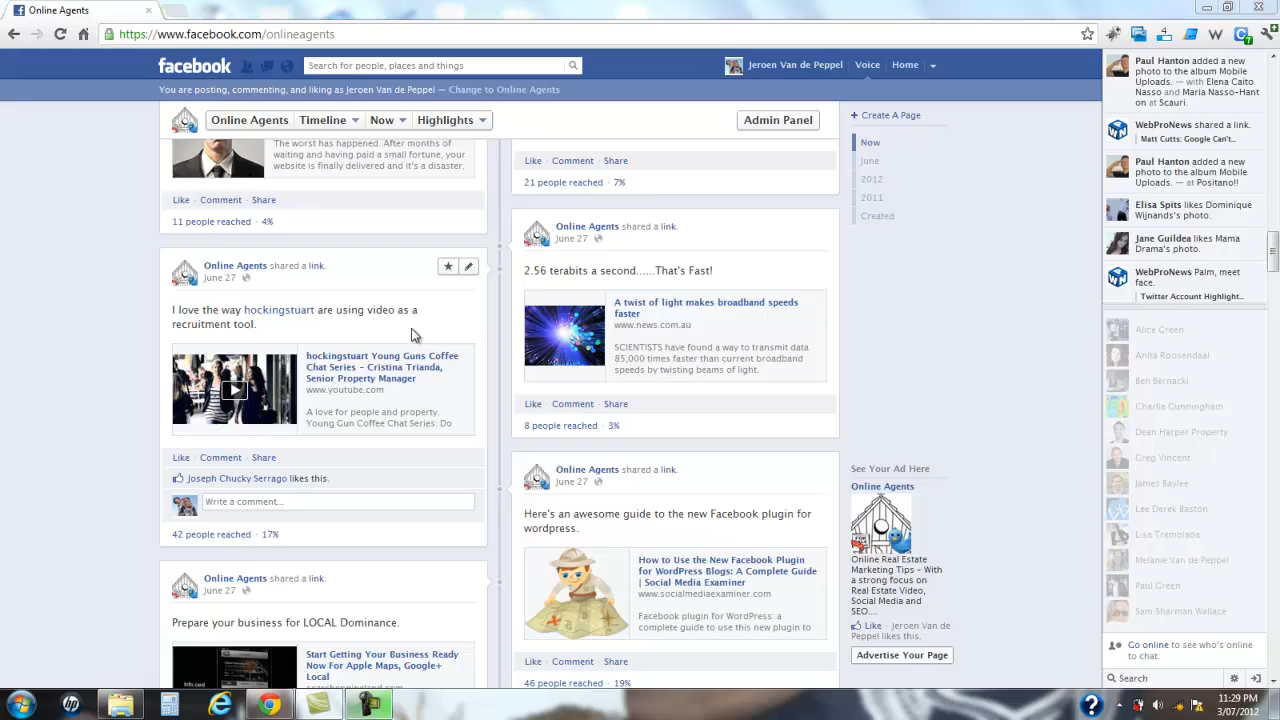 Online Agents
https://www.facebook.com/onlineagents
facebook
Search for people, places and things
Jeroen Van de Peppel Voice Home
You are posting, commenting, and liking as Jeroen Van de Peppel — Change to Online Agents
Online Agents Timeline Now Highlights
Admin Panel
The worst has happened. After months of
waiting and having paid a small fortune, your
website is finally delivered and it's a disaster.
Like · Comment · Share
11 people reached · 4%
Online Agents shared a link.
June 27
I love the way hockingstuart are using video as a
recruitment tool.
hockingstuart Young Guns Coffee
Chat Series – Cristina Trianda,
Senior Property Manager
www.youtube.com
A love for people and property.
Young Gun Coffee Chat Series: Do
Like · Comment · Share
Joseph Chucky Serrago likes this.
Write a comment...
42 people reached · 17%
Online Agents shared a link.
June 27
Prepare your business for LOCAL Dominance.
Start Getting Your Business Ready
Now For Apple Maps, Google+
Local
Like · Comment · Share
21 people reached · 7%
Online Agents shared a link.
June 27
2.56 terabits a second......That's Fast!
A twist of light makes broadband speeds
faster
www.news.com.au
SCIENTISTS have found a way to transmit data
85,000 times faster than current broadband
speeds by twisting beams of light.
Like · Comment · Share
8 people reached · 3%
Online Agents shared a link.
June 27
Here's an awesome guide to the new Facebook plugin for
wordpress.
How to Use the New Facebook Plugin
for WordPress Blogs: A Complete Guide
| Social Media Examiner
www.socialmediaexaminer.com
Facebook plugin for WordPress: a
complete guide to use this new plugin to
Like · Comment · Share
46 people reached · 19%
+ Create A Page
Now
June
2012
2011
Created
See Your Ad Here
Online Agents
Online Real Estate
Marketing Tips – With
a strong focus on
Real Estate Video,
Social Media and
SEO....
Like · Jeroen Van de
Peppel likes this.
Advertise Your Page
Paul Hanton added a new
photo to the album Mobile
Uploads. — with Elena Caito
Nasso and Maria Nasso-Hant
on at Scauri.
WebProNews shared a link.
Matt Cutts: Google Can't...
Paul Hanton added a new
photo to the album Mobile
Uploads. — at Positano!!
Elisa Spits likes Dominique
Wijnands's photo.
Jane Guildea likes Mama
Drama's photo.
WebProNews Palm, meet
face.
Twitter Account Highlight...
Alice Green
Anita Roosendaal
Ben Bernacki
Charlie Gunningham
Dean Harper Property
Greg Vincent
James Baylee
Lee Derek Baston
Lisa Tremolada
Melanie van de Peppel
Paul Green
Sam Sharman Wallace
Go online to see who's online
to chat.
Search
11:29 PM
3/07/2012